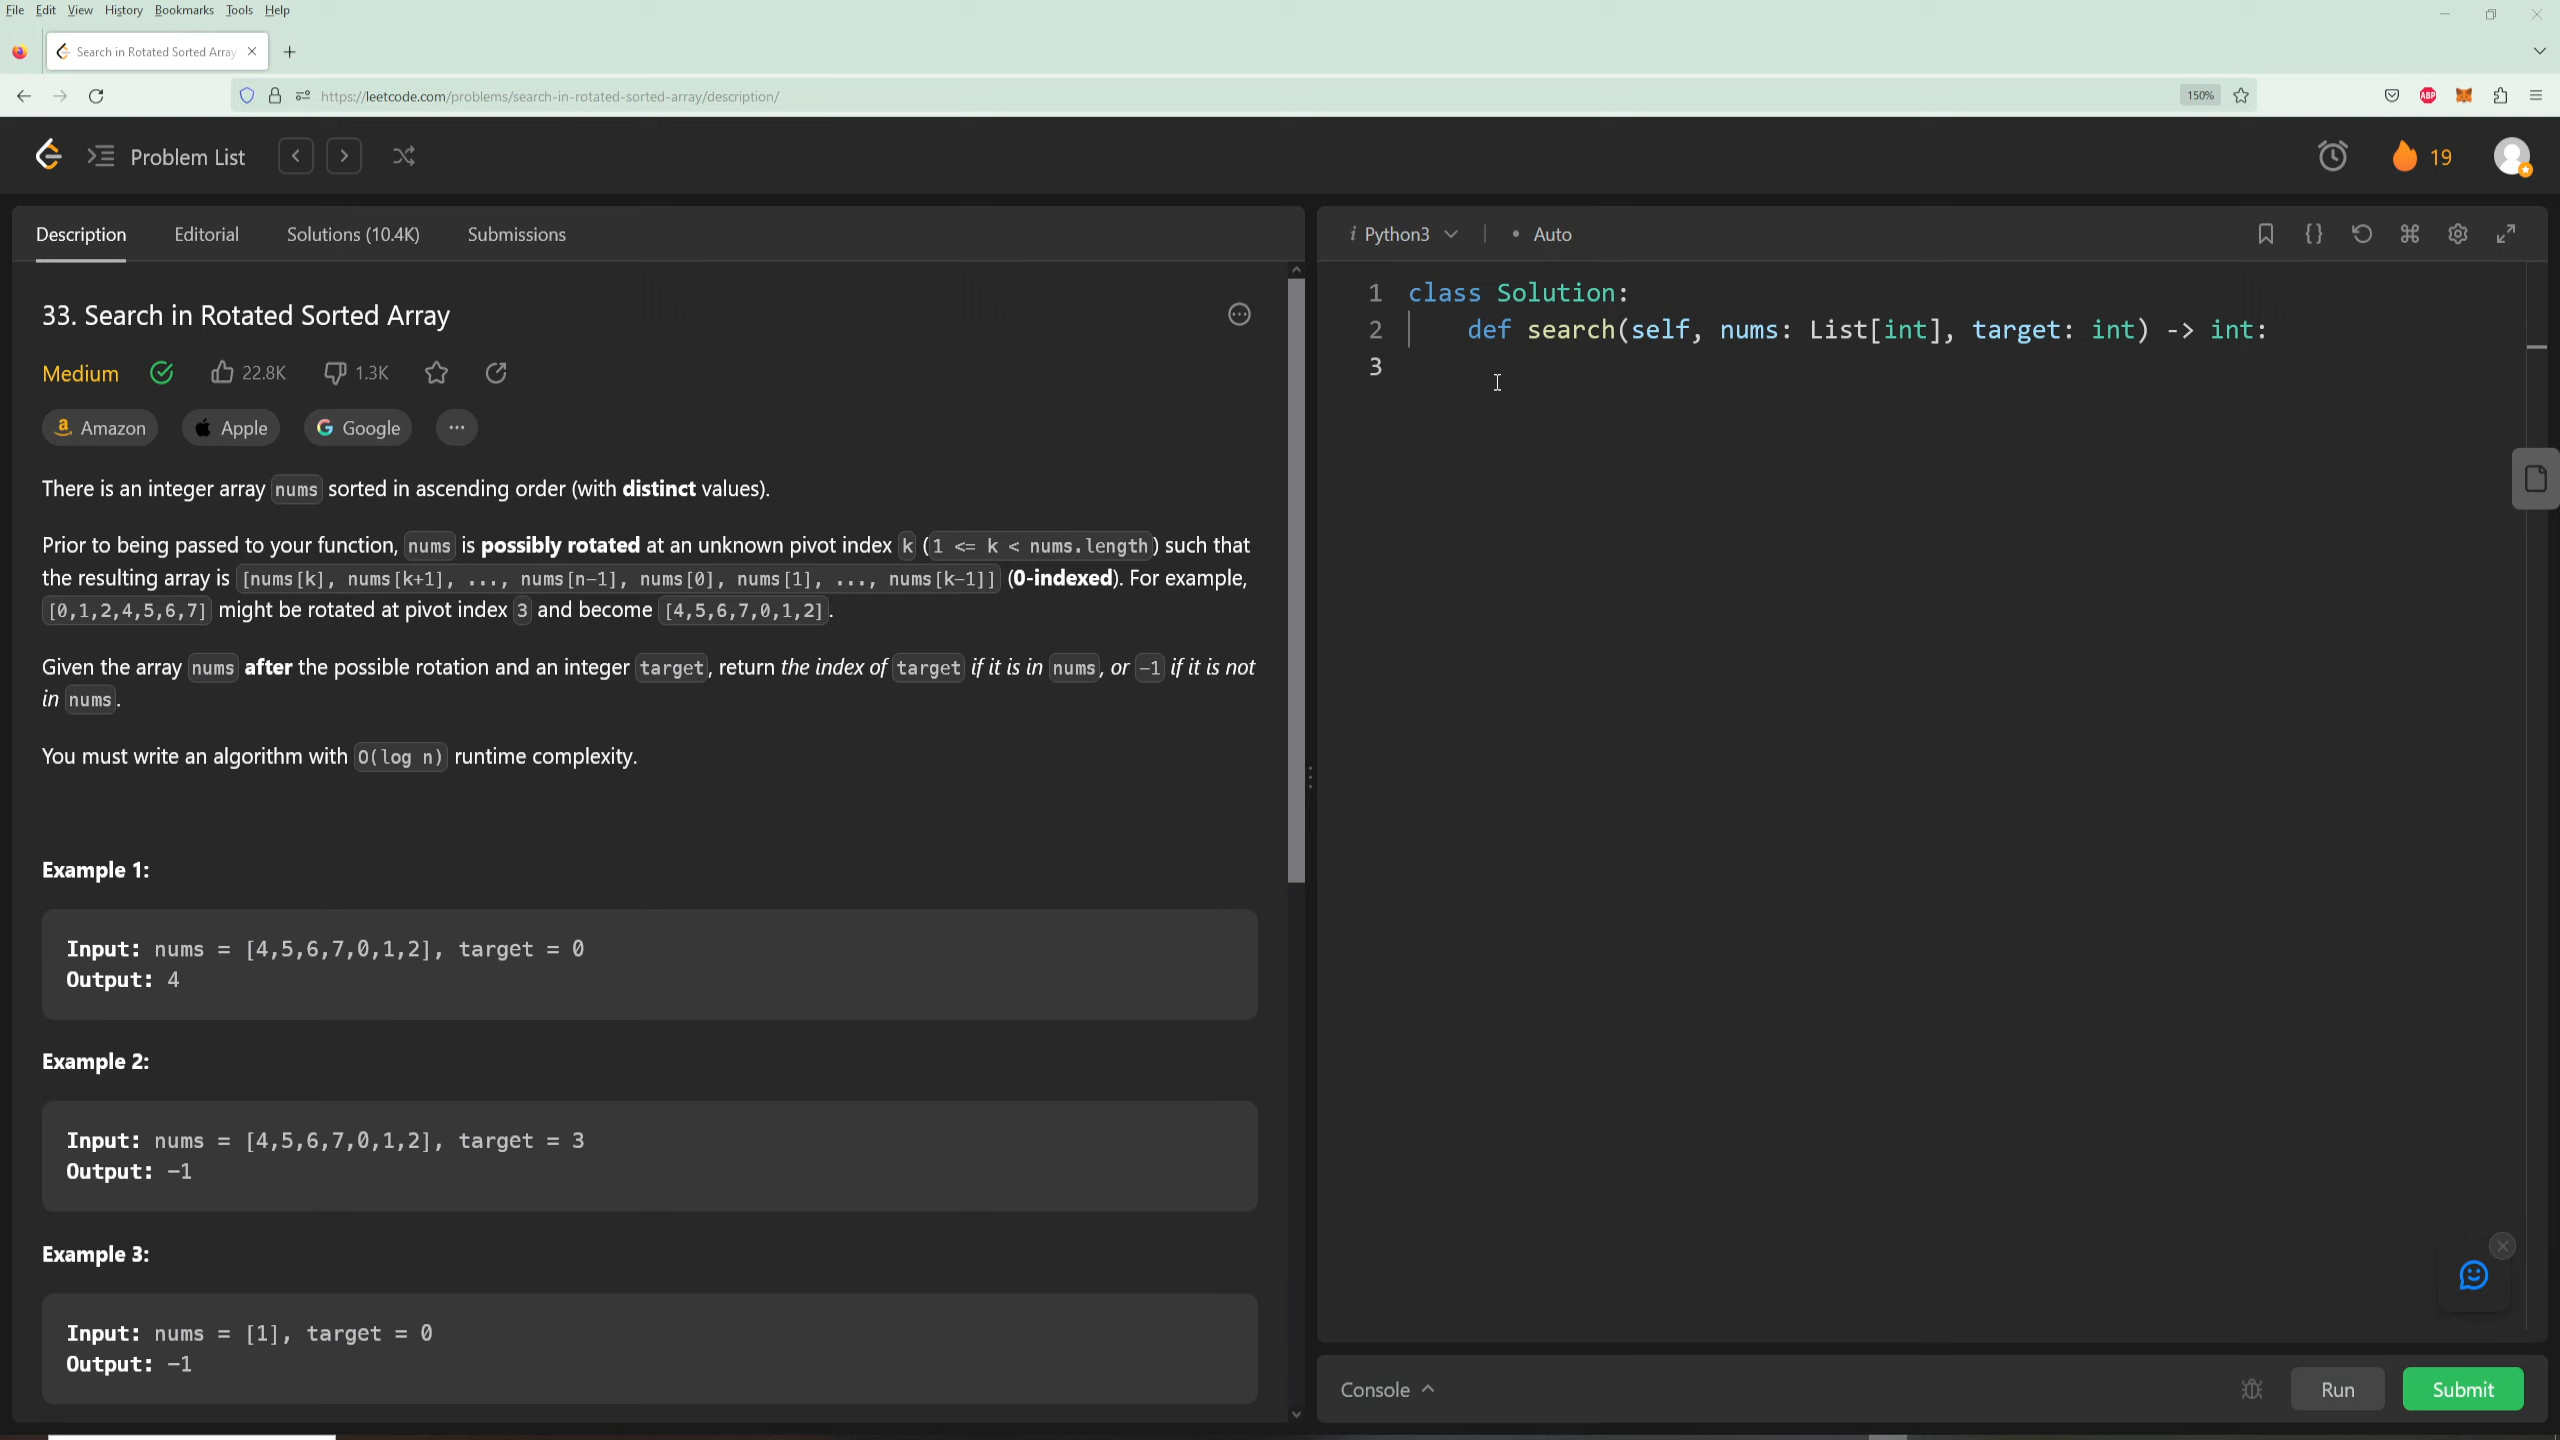 File Edit View History Bookmarks Tools Help
Search in Rotated Sorted Array
https://leetcode.com/problems/search-in-rotated-sorted-array/description/
150%
ABP
Problem List
19
Description Editorial Solutions (10.4K) Submissions
33. Search in Rotated Sorted Array
Medium 22.8K 1.3K
Amazon Apple Google
There is an integer array nums sorted in ascending order (with distinct values).
Prior to being passed to your function, nums is possibly rotated at an unknown pivot index k (1 <= k < nums.length) such that
the resulting array is [nums[k], nums[k+1], ..., nums[n-1], nums[0], nums[1], ..., nums[k-1]] (0-indexed). For example,
[0,1,2,4,5,6,7] might be rotated at pivot index 3 and become [4,5,6,7,0,1,2].
Given the array nums after the possible rotation and an integer target, return the index of target if it is in nums, or -1 if it is not
in nums.
You must write an algorithm with O(log n) runtime complexity.
Example 1:
Input: nums = [4,5,6,7,0,1,2], target = 0
Output: 4
Example 2:
Input: nums = [4,5,6,7,0,1,2], target = 3
Output: -1
Example 3:
Input: nums = [1], target = 0
Output: -1
i Python3 • Auto
1 class Solution:
2 def search(self, nums: List[int], target: int) -> int:
3
Console
Run
Submit